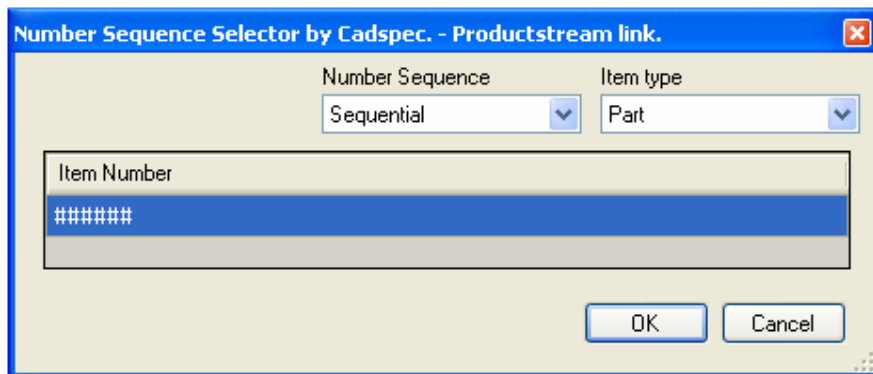 Number Sequence Selector by Cadspec. - Productstream link.
Number Sequence Item type
Sequential Part
Item Number
######
OK Cancel